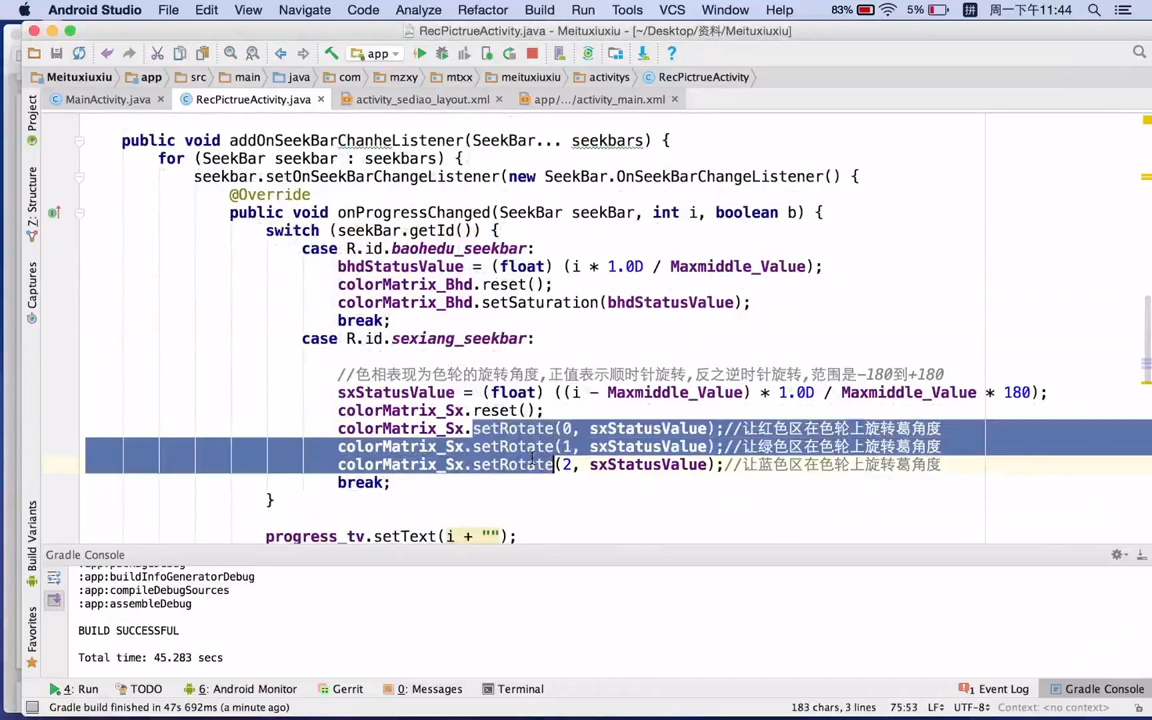 Android Studio File Edit View Navigate Code Analyze Refactor Build Run Tools VCS Window Help 83% 5% 拼 周一下午11:44
RecPictrueActivity.java - Meituxiuxiu - [~/Desktop/资料/Meituxiuxiu]
app
Meituxiuxiu app src main java com mzxy mtxx meituxiuxiu activitys RecPictrueActivity
MainActivity.java RecPictrueActivity.java activity_sediao_layout.xml app/.../activity_main.xml
Project
Z: Structure
Captures
Build Variants
Favorites
public void addOnSeekBarChanheListener(SeekBar... seekbars) {
for (SeekBar seekbar : seekbars) {
seekbar.setOnSeekBarChangeListener(new SeekBar.OnSeekBarChangeListener() {
@Override
public void onProgressChanged(SeekBar seekBar, int i, boolean b) {
switch (seekBar.getId()) {
case R.id.baohedu_seekbar:
bhdStatusValue = (float) (i * 1.0D / Maxmiddle_Value);
colorMatrix_Bhd.reset();
colorMatrix_Bhd.setSaturation(bhdStatusValue);
break;
case R.id.sexiang_seekbar:
//色相表现为色轮的旋转角度,正值表示顺时针旋转,反之逆时针旋转,范围是-180到+180
sxStatusValue = (float) ((i - Maxmiddle_Value) * 1.0D / Maxmiddle_Value * 180);
colorMatrix_Sx.reset();
colorMatrix_Sx.setRotate(0, sxStatusValue);//让红色区在色轮上旋转葛角度
colorMatrix_Sx.setRotate(1, sxStatusValue);//让绿色区在色轮上旋转葛角度
colorMatrix_Sx.setRotate(2, sxStatusValue);//让蓝色区在色轮上旋转葛角度
break;
}
progress_tv.setText(i + "");
Gradle Console
:app:buildInfoGeneratorDebug
:app:compileDebugSources
:app:assembleDebug
BUILD SUCCESSFUL
Total time: 45.283 secs
4: Run TODO 6: Android Monitor Gerrit 0: Messages Terminal 1 Event Log Gradle Console
Gradle build finished in 47s 692ms (a minute ago) 183 chars, 3 lines 75:53 LF÷ UTF-8÷ Context: <no context>